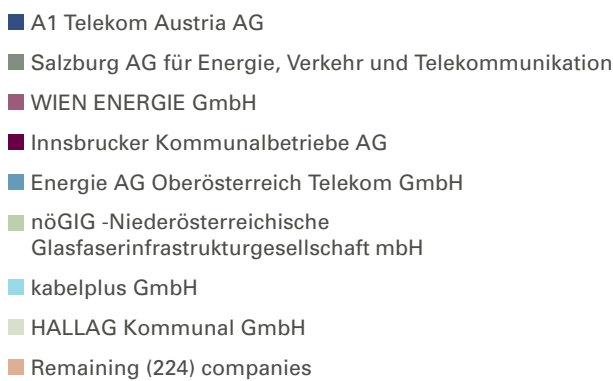 A1 Telekom Austria AG
Salzburg AG für Energie, Verkehr und Telekommunikation
WIEN ENERGIE GmbH
Innsbrucker Kommunalbetriebe AG
Energie AG Oberösterreich Telekom GmbH
nöGIG -Niederösterreichische
Glasfaserinfrastrukturgesellschaft mbH
kabelplus GmbH
HALLAG Kommunal GmbH
Remaining (224) companies